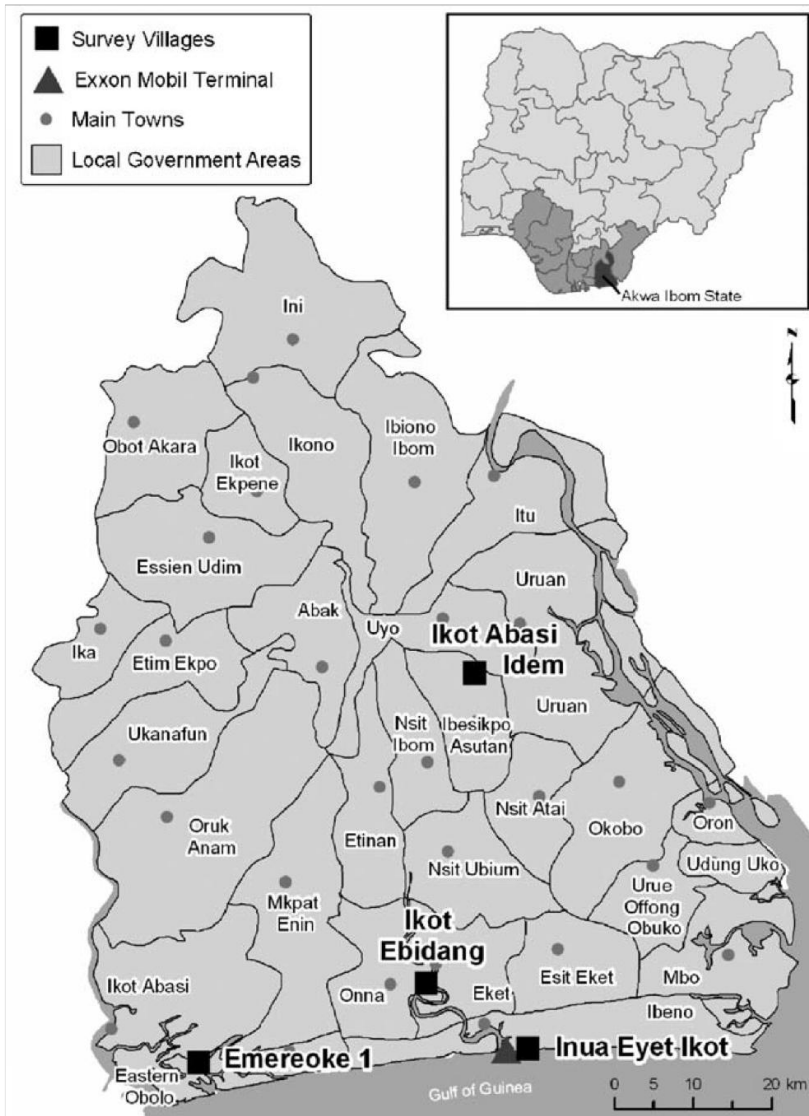 Survey Villages
Exxon Mobil Terminal
Main Towns
Local Government Areas
Akwa Ibom State
N
Ini
Obot Akara
Ikot
Ekpene
Ikono
Ibiono
Ibom
Itu
Essien Udim
Uruan
Abak
Uyo
Ikot Abasi
Idem
Ika
Etim Ekpo
Ukanafun
Nsit
Ibom
Ibesikpo
Asutan
Uruan
Oruk
Anam
Etinan
Nsit Atai
Okobo
Oron
Nsit Ubium
Udung Uko
Mkpat
Enin
Urue
Offong
Obuko
Ikot
Ebidang
Ikot Abasi
Onna
Eket
Esit Eket
Mbo
Ibeno
Emereoke 1
Inua Eyet Ikot
Eastern
Obolo
Gulf of Guinea
0 5 10 20 km